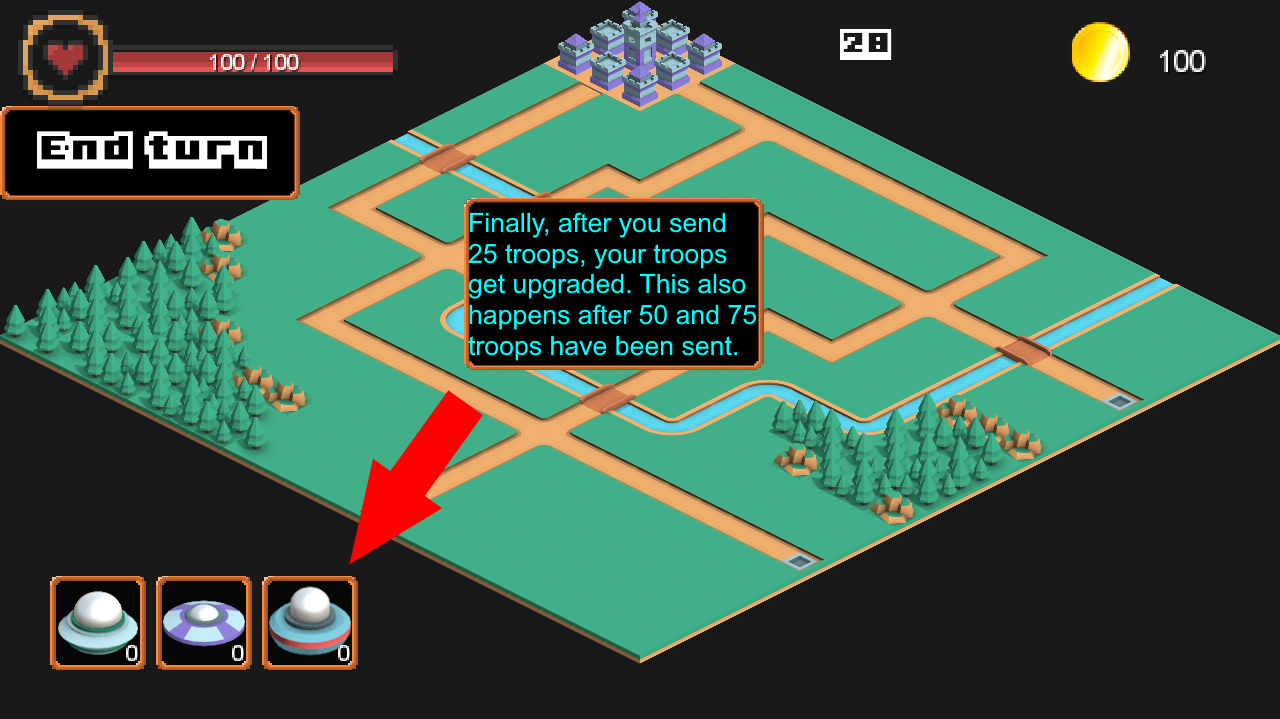 100 / 100
28
100
End turn
Finally, after you send
25 troops, your troops
get upgraded. This also
happens after 50 and 75
troops have been sent.
0
0
0